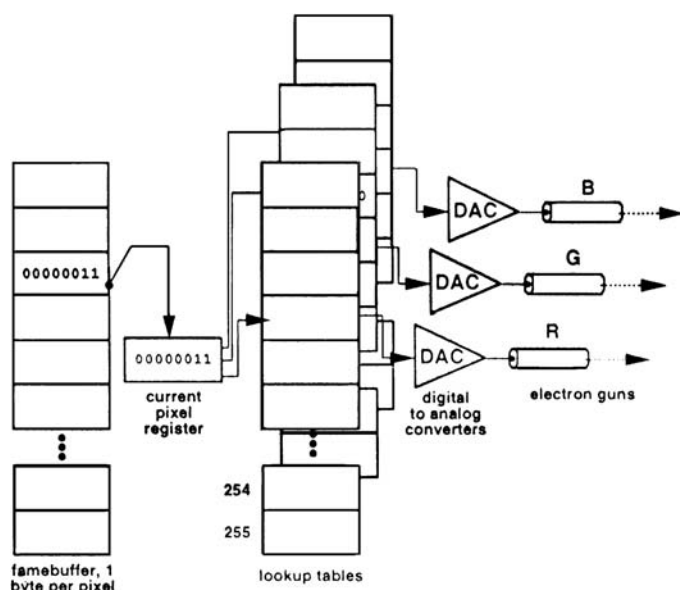 B
DAC
G
DAC
00000011
R
00000011
DAC
current
pixel
register
digital
to analog
converters
electron guns
254
255
famebuffer, 1
byte per pixel
lookup tables